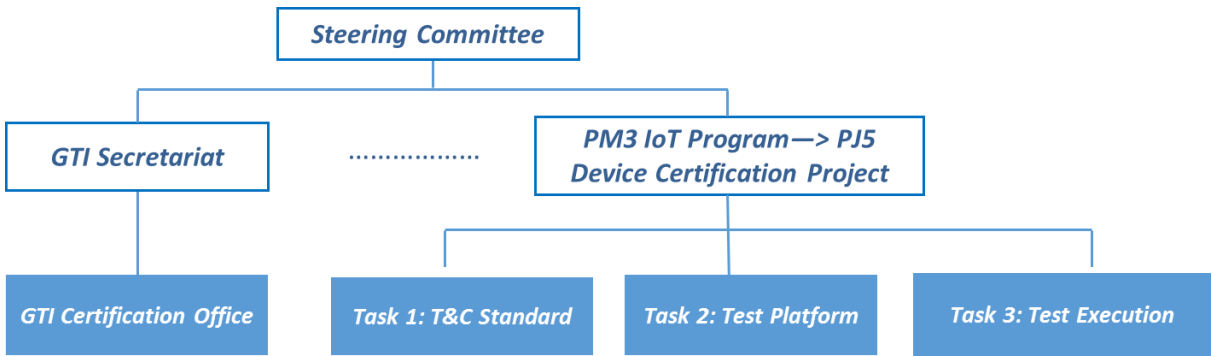 Steering Committee
GTI Secretariat
………………
PM3 IoT Program—> PJ5
Device Certification Project
GTI Certification Office
Task 1: T&C Standard
Task 2: Test Platform
Task 3: Test Execution